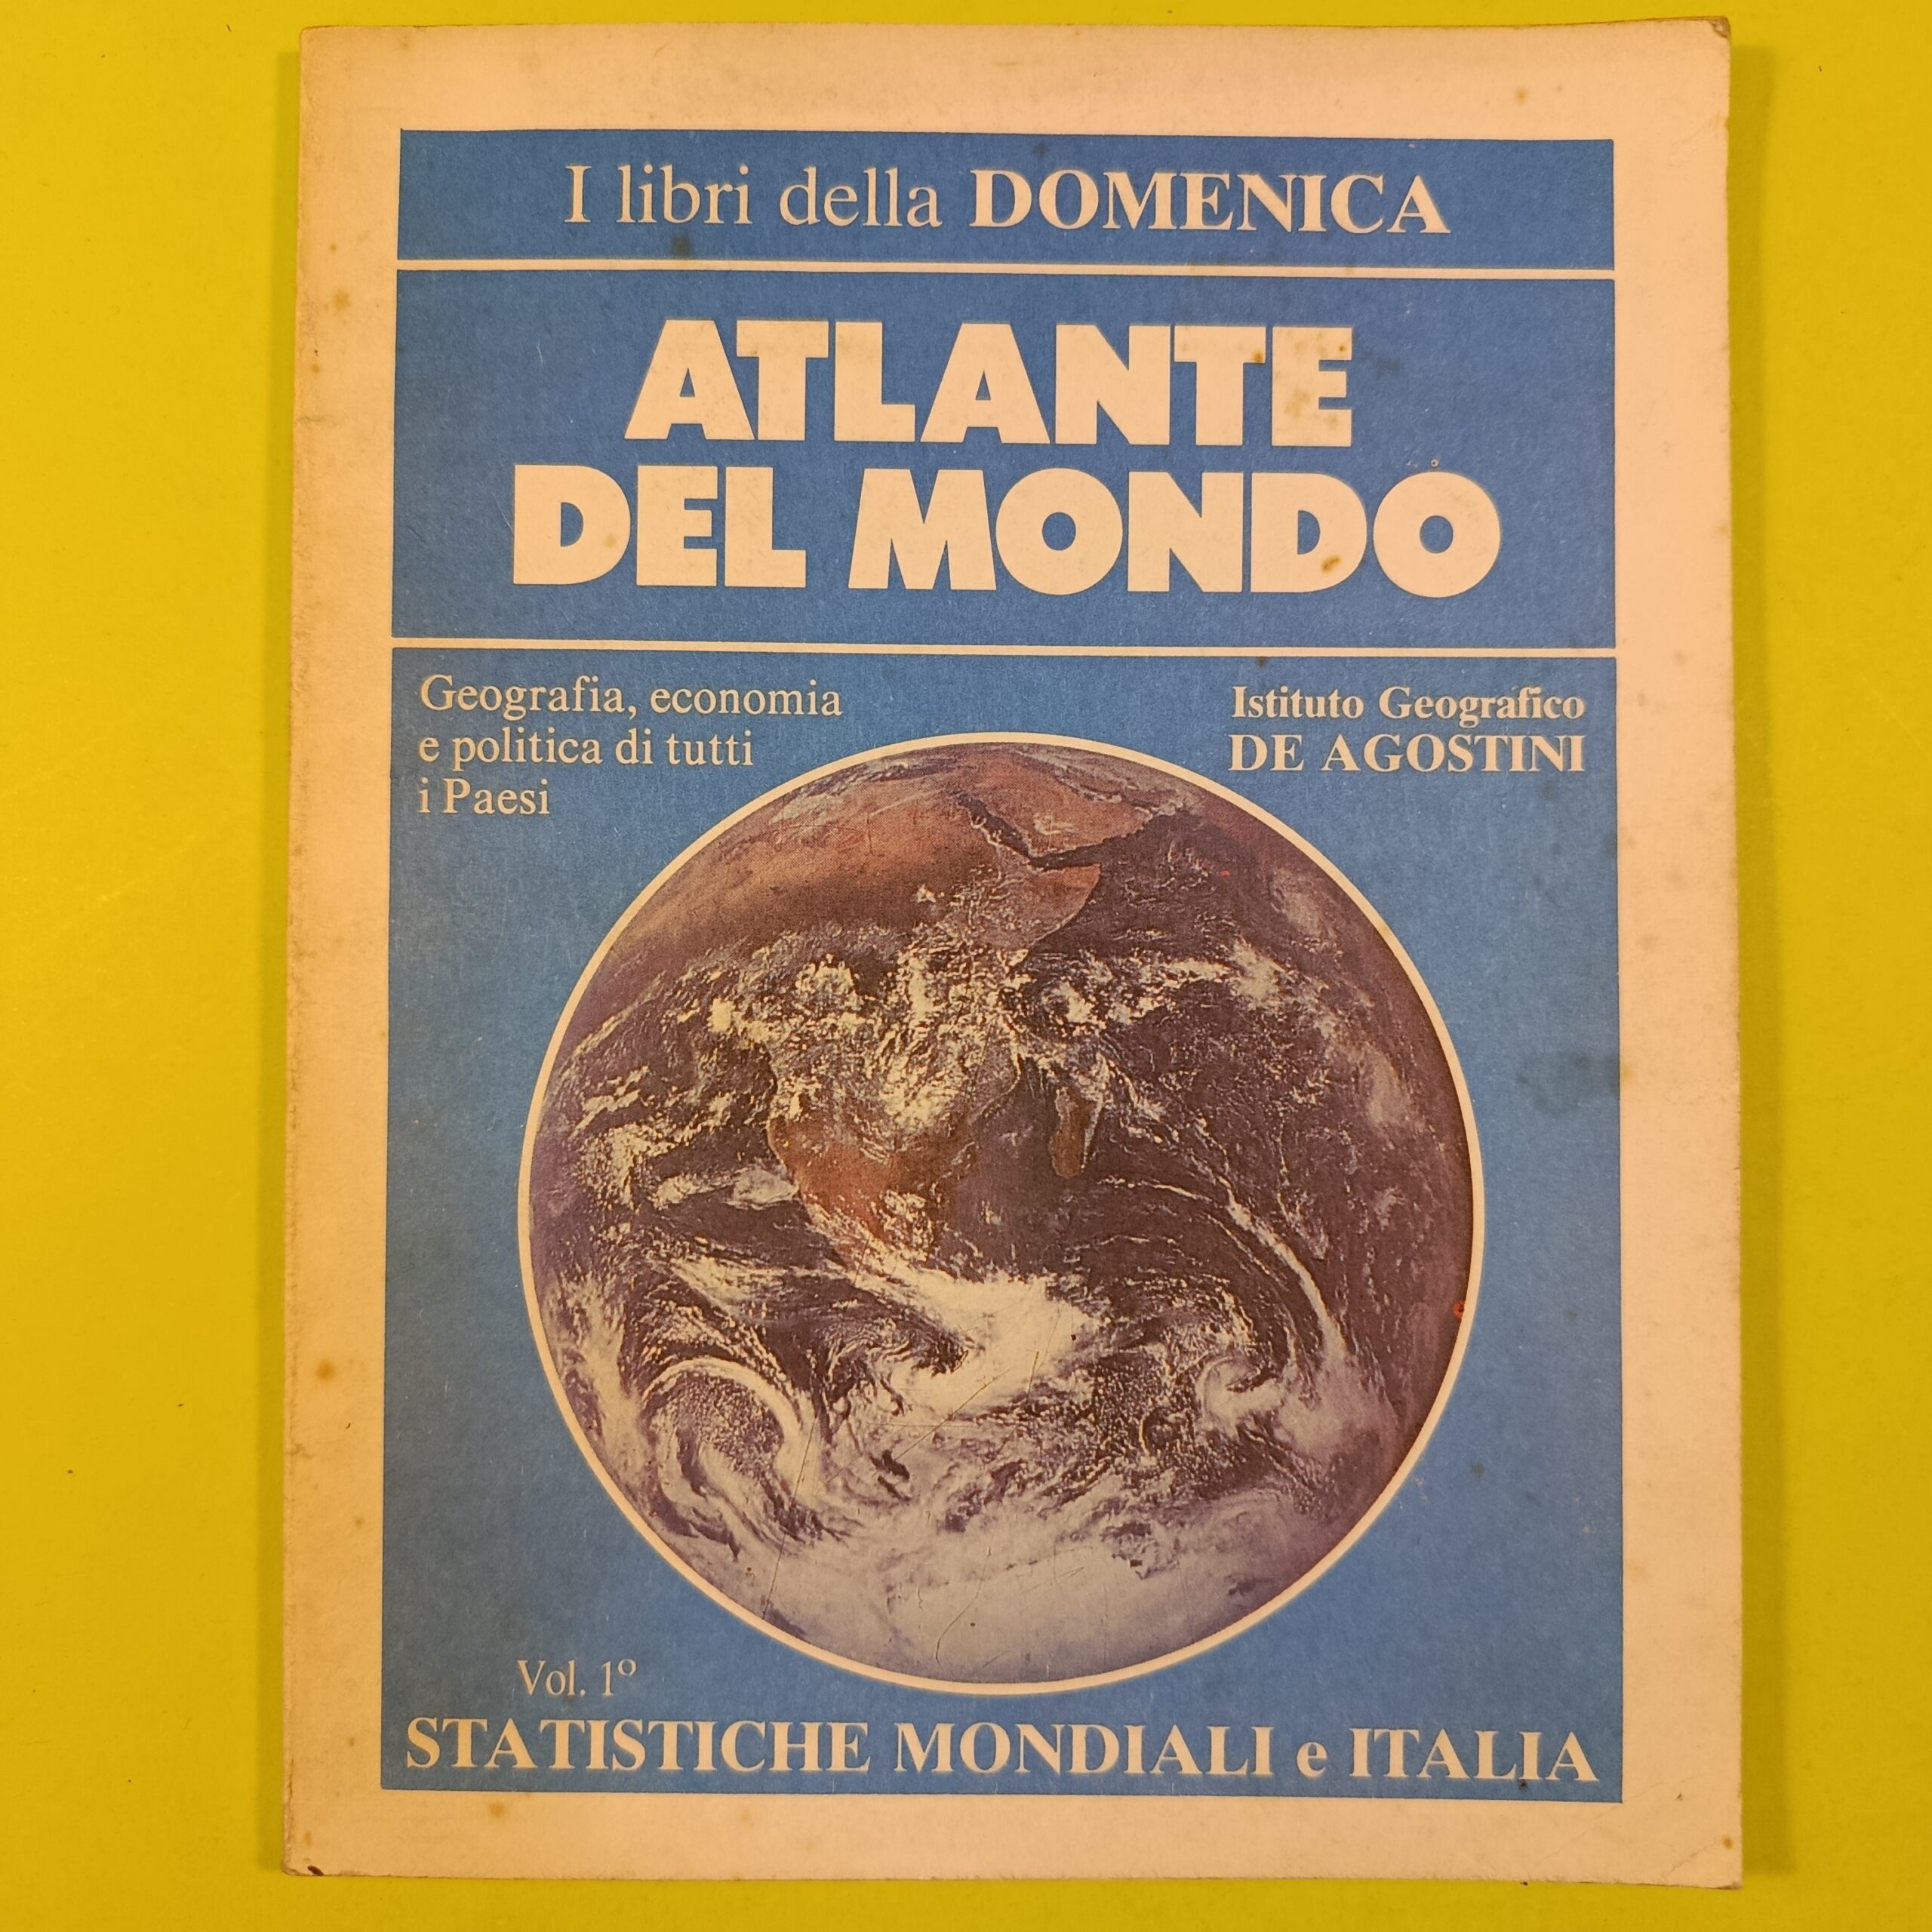 I libri della DOMENICA
ATLANTE
DEL MONDO
Geografia, economia
e politica di tutti
i Paesi
Istituto Geografico
DE AGOSTINI
Vol. 1º
STATISTICHE MONDIALI e ITALIA